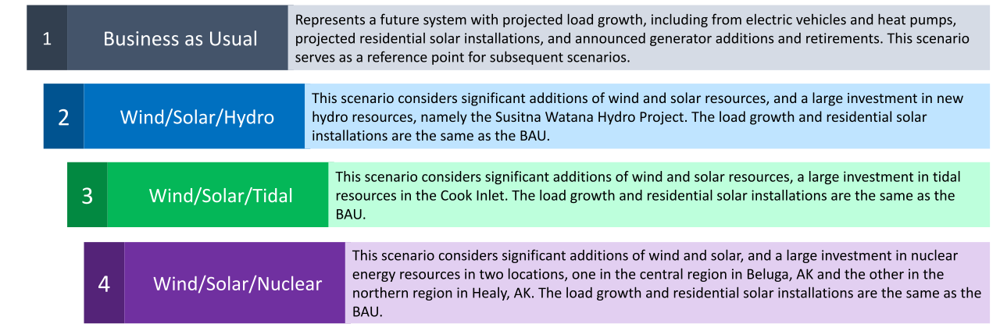 1
Business as Usual
Represents a future system with projected load growth, including from electric vehicles and heat pumps,
projected residential solar installations, and announced generator additions and retirements. This scenario
serves as a reference point for subsequent scenarios.
2
Wind/Solar/Hydro
This scenario considers significant additions of wind and solar resources, and a large investment in new
hydro resources, namely the Susitna Watana Hydro Project. The load growth and residential solar
installations are the same as the BAU.
3
Wind/Solar/Tidal
This scenario considers significant additions of wind and solar resources, a large investment in tidal
resources in the Cook Inlet. The load growth and residential solar installations are the same as the
BAU.
4
Wind/Solar/Nuclear
This scenario considers significant additions of wind and solar, and a large investment in nuclear
energy resources in two locations, one in the central region in Beluga, AK and the other in the
northern region in Healy, AK. The load growth and residential solar installations are the same as the
BAU.